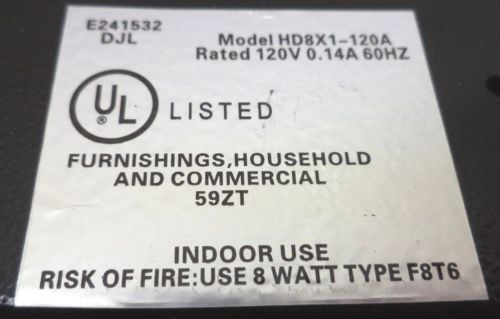 E241532
DJL
Model HD8X1-120A
Rated 120V 0.14A 60HZ
UL
®
LISTED
FURNISHINGS,HOUSEHOLD
AND COMMERCIAL
59ZT
INDOOR USE
RISK OF FIRE:USE 8 WATT TYPE F8T6